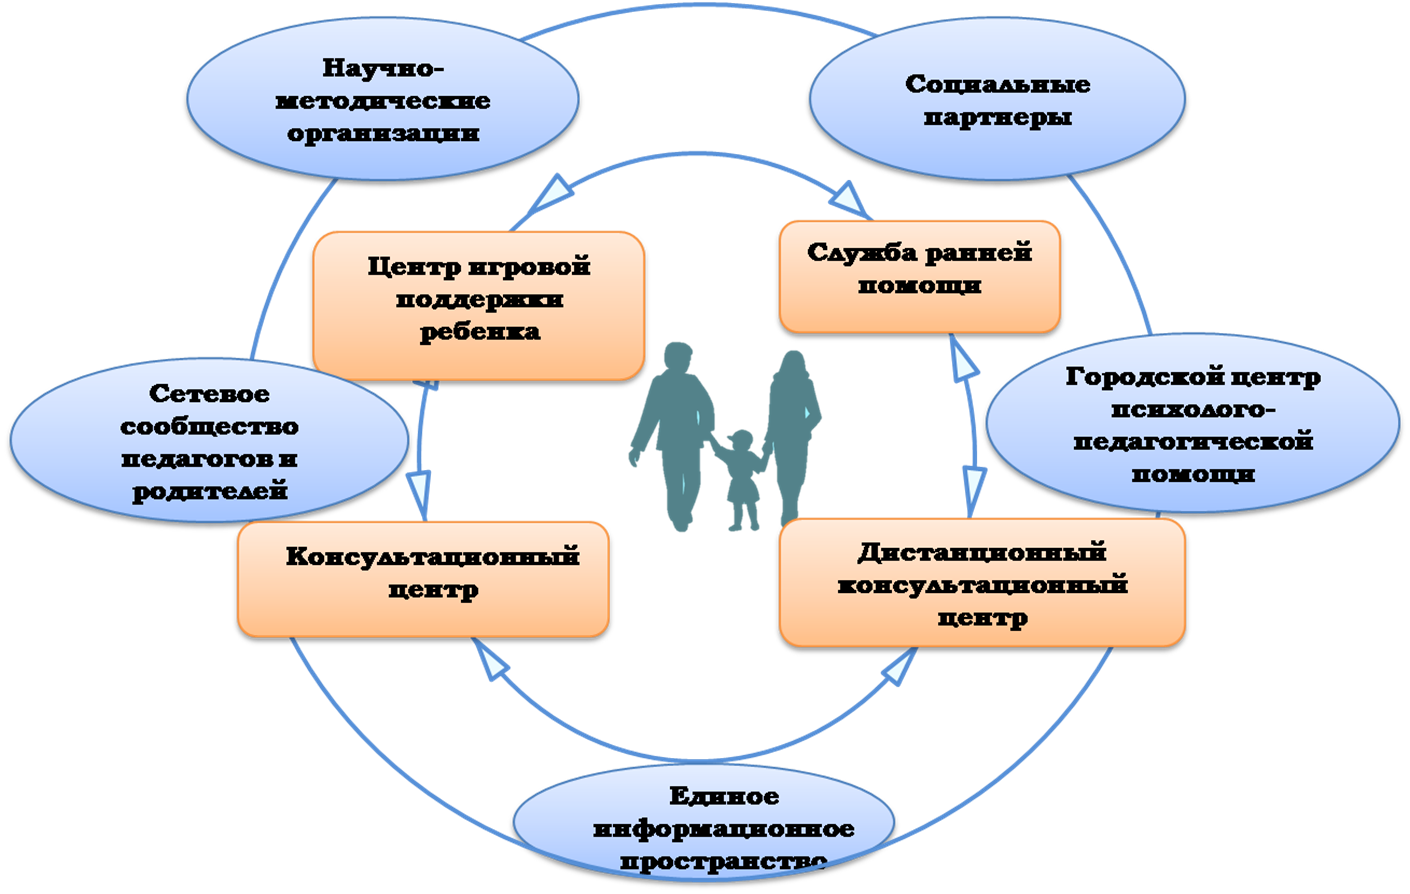 Научно-
методические
организации
Социальные
партнеры
Центр игровой
поддержки
ребенка
Служба ранней
помощи
Сетевое
сообщество
педагогов и
родителей
Городской центр
психолого-
педагогической
помощи
Консультационный
центр
Дистанционный
консультационный
центр
Единое
информационное
пространство